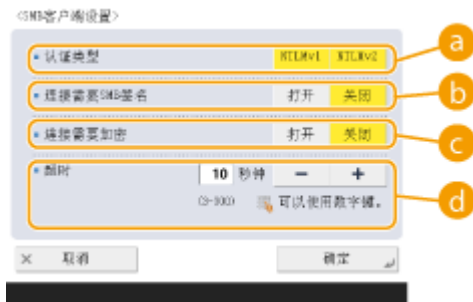 <SMB客户端设置>
▪ 认证类型 NTLMv1 NTLMv2 a
▪ 连接需要SMB签名 打开 关闭 b
▪ 连接需要加密 打开 关闭 c
▪ 超时 10 秒钟 − + d
(3-300) 可以使用数字键。
× 取消 确定